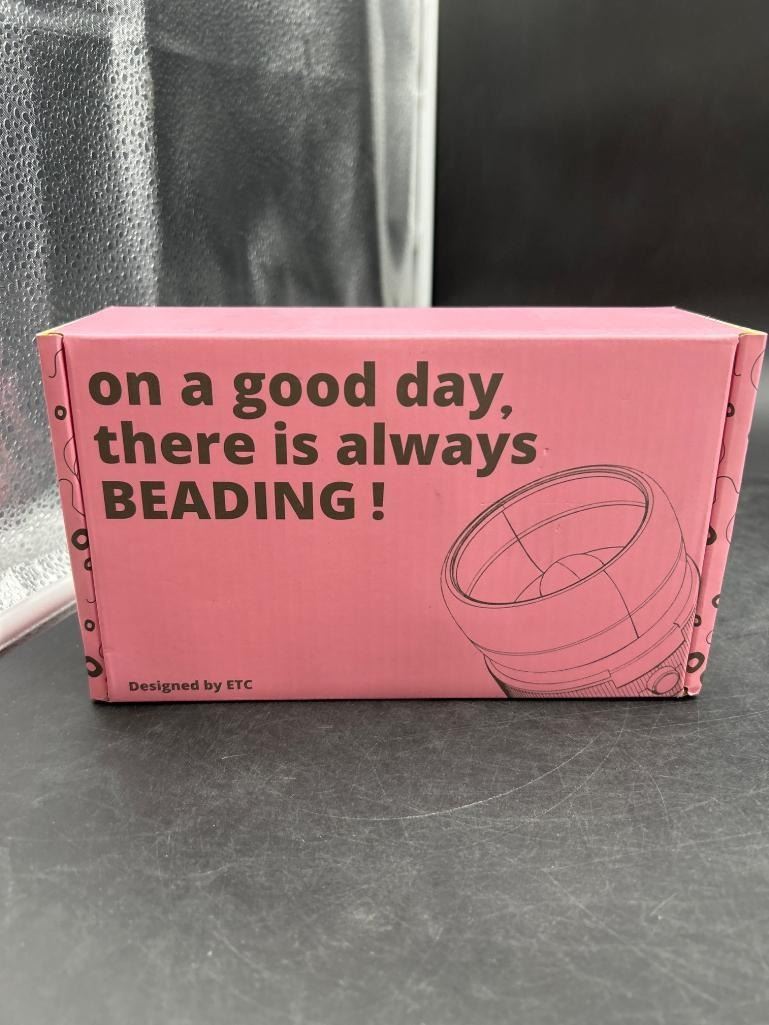 on a good day,
there is always
BEADING !
Designed by ETC